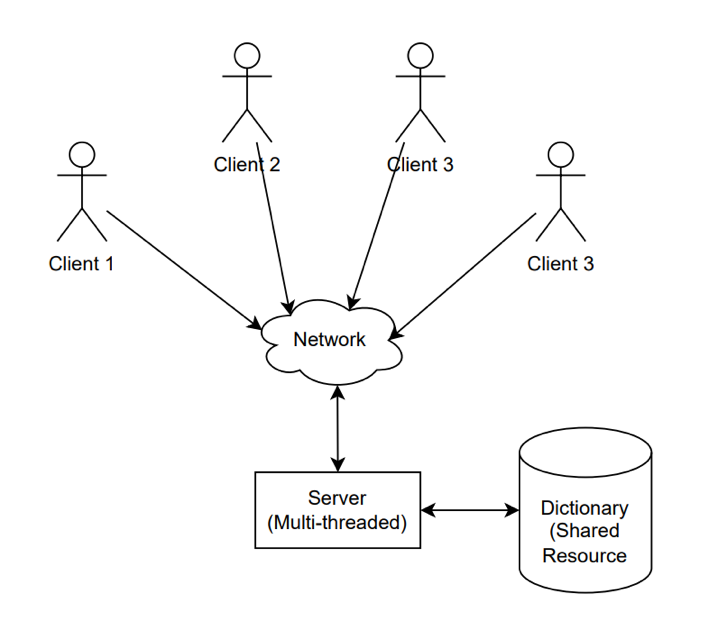 Client 2
Client 3
Client 1
Client 3
Network
Server
(Multi-threaded)
Dictionary
(Shared
Resource